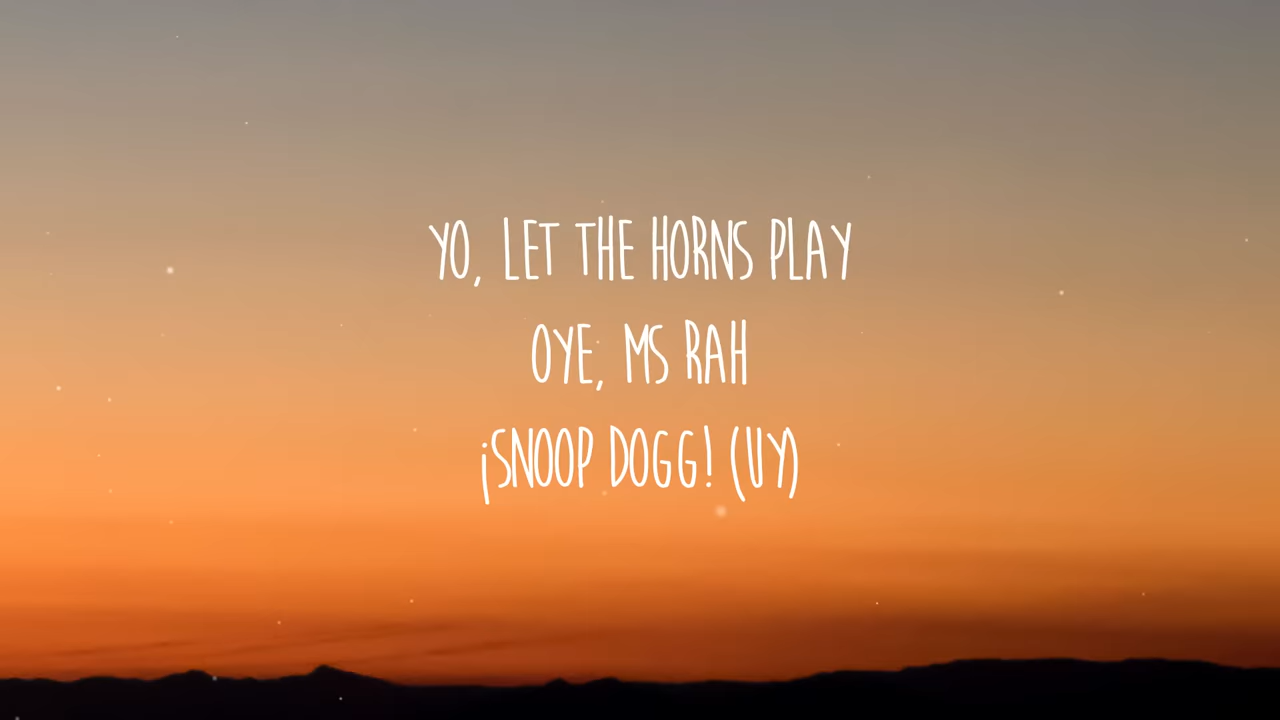 YO, LET THE HORNS PLAY
OYE, MS RAH
¡SNOOP DOGG! (UY)